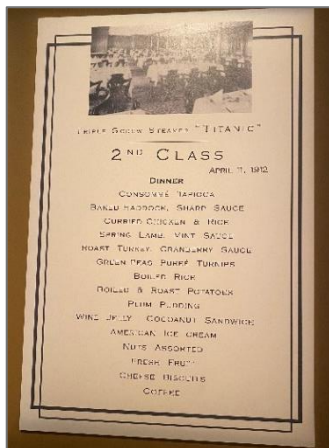 TRIPLE SCREW STEAMER "TITANIC"
2ND CLASS
APRIL 11, 1912
DINNER
CONSOMMÉ TAPIOCA
BAKED HADDOCK, SHARP SAUCE
CURRIED CHICKEN & RICE
SPRING LAMB, MINT SAUCE
ROAST TURKEY, CRANBERRY SAUCE
GREEN PEAS PUREÉ TURNIPS
BOILED RICE
BOILED & ROAST POTATOES
PLUM PUDDING
WINE JELLY COCOANUT SANDWICH
AMERICAN ICE CREAM
NUTS ASSORTED
FRESH FRUIT
CHEESE BISCUITS
COFFEE